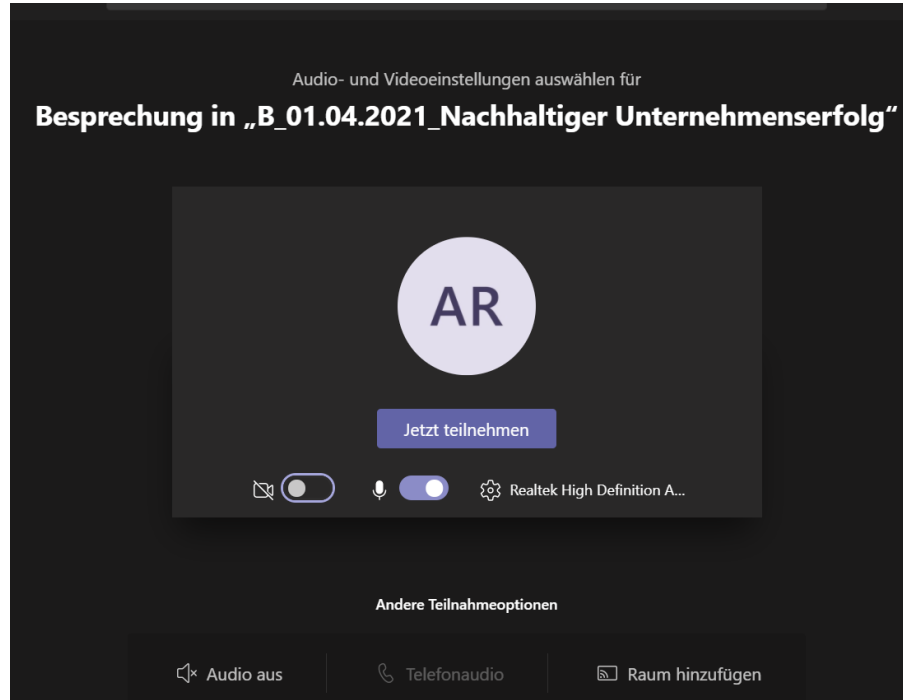 Audio- und Videoeinstellungen auswählen für
Besprechung in „B_01.04.2021_Nachhaltiger Unternehmenserfolg“
AR
Jetzt teilnehmen
Realtek High Definition A...
Andere Teilnahmeoptionen
Audio aus
Telefonaudio
Raum hinzufügen